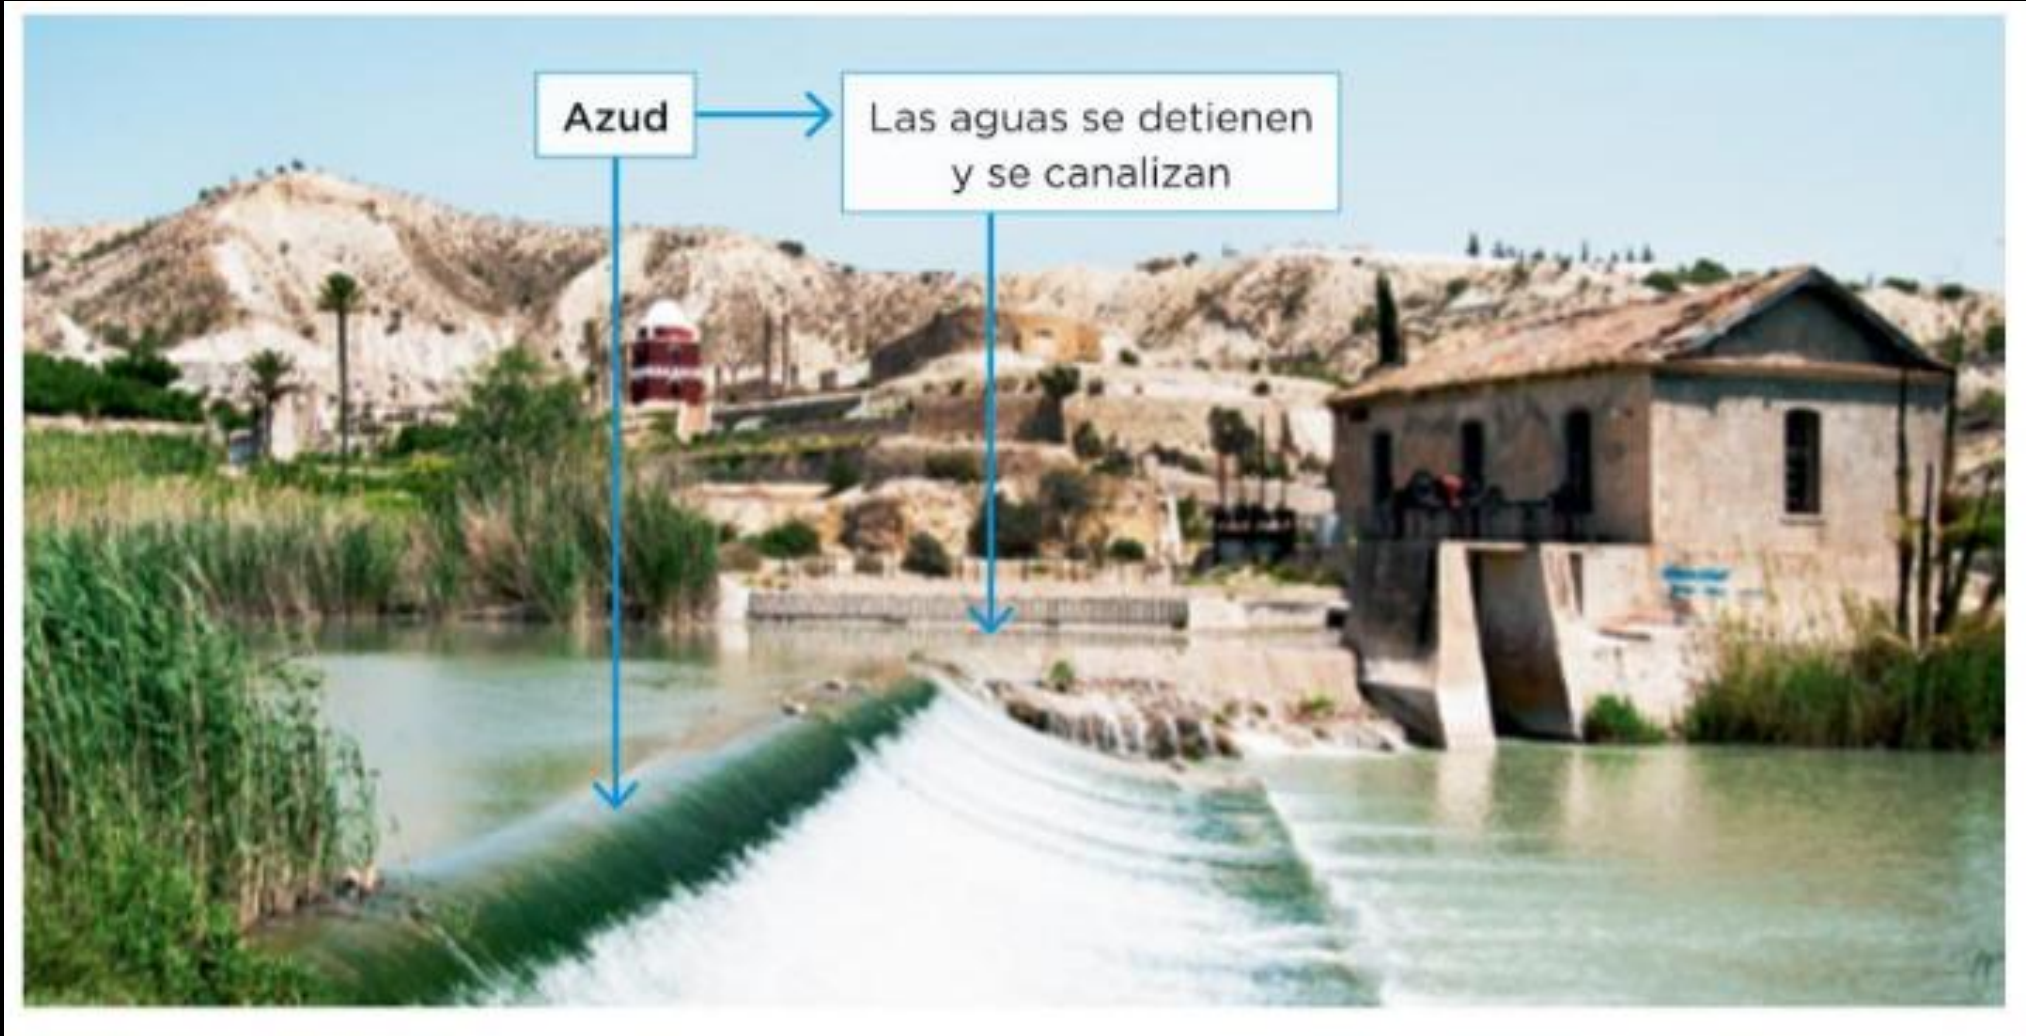 Azud
Las aguas se detienen
y se canalizan